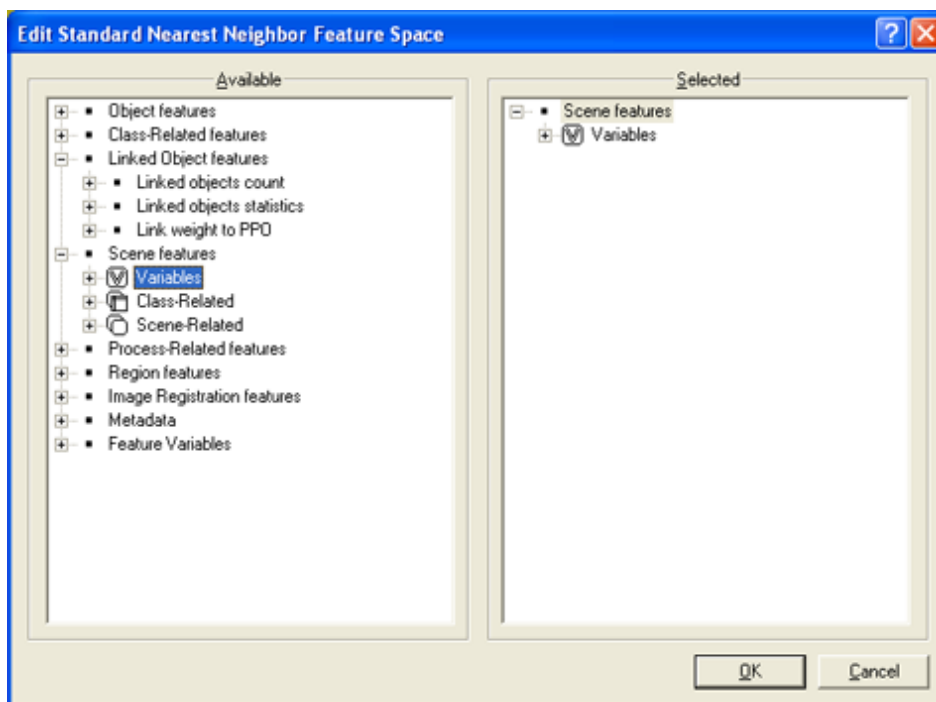 Edit Standard Nearest Neighbor Feature Space
Available
Object features
Class-Related features
Linked Object features
Linked objects count
Linked objects statistics
Link weight to PPO
Scene features
Variables
Class-Related
Scene-Related
Process-Related features
Region features
Image Registration features
Metadata
Feature Variables
Selected
Scene features
Variables
OK
Cancel